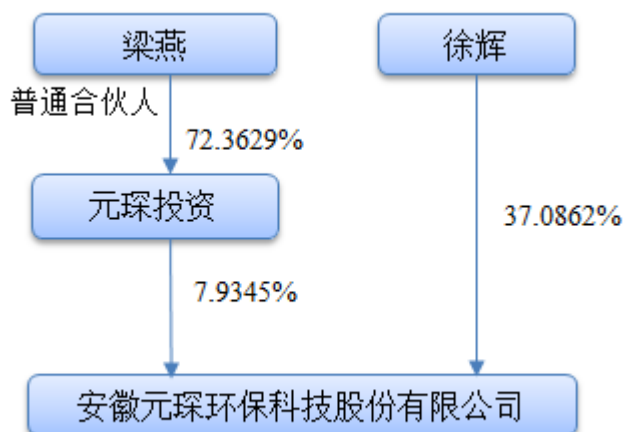 梁燕
徐辉
普通合伙人
72.3629%
元琛投资
37.0862%
7.9345%
安徽元琛环保科技股份有限公司